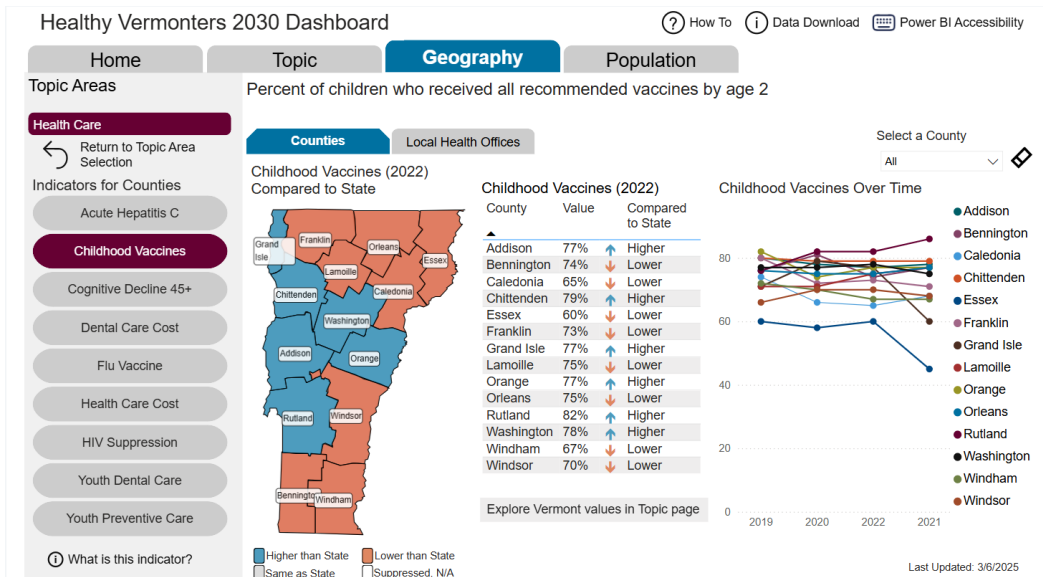 Healthy Vermonters 2030 Dashboard
? How To
i Data Download
Power BI Accessibility
Home
Topic
Geography
Population
Topic Areas
Percent of children who received all recommended vaccines by age 2
Health Care
Return to Topic Area
Selection
Indicators for Counties
Acute Hepatitis C
Childhood Vaccines
Cognitive Decline 45+
Dental Care Cost
Flu Vaccine
Health Care Cost
HIV Suppression
Youth Dental Care
Youth Preventive Care
i What is this indicator?
Counties
Local Health Offices
Select a County
All
Childhood Vaccines (2022)
Compared to State
Grand
Isle
Franklin
Orleans
Essex
Lamoille
Chittenden
Caledonia
Washington
Addison
Orange
Rutland
Windsor
Benningto
Windham
Higher than State
Lower than State
Same as State
Suppressed, N/A
Childhood Vaccines (2022)
County Value Compared
to State
Addison 77% Higher
Bennington 74% Lower
Caledonia 65% Lower
Chittenden 79% Higher
Essex 60% Lower
Franklin 73% Lower
Grand Isle 77% Higher
Lamoille 75% Lower
Orange 77% Higher
Orleans 75% Lower
Rutland 82% Higher
Washington 78% Higher
Windham 67% Lower
Windsor 70% Lower
Explore Vermont values in Topic page
Childhood Vaccines Over Time
80
60
40
20
0
2019 2020 2022 2021
Addison
Bennington
Caledonia
Chittenden
Essex
Franklin
Grand Isle
Lamoille
Orange
Orleans
Rutland
Washington
Windham
Windsor
Last Updated: 3/6/2025